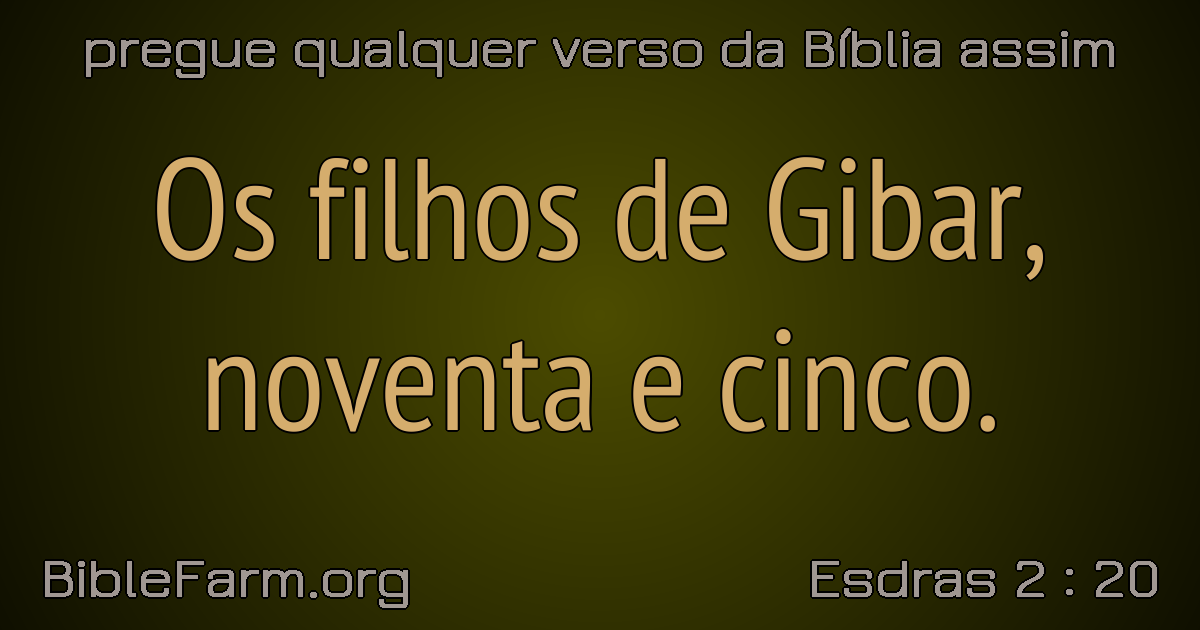 pregue qualquer verso da Bíblia assim
Os filhos de Gibar,
noventa e cinco.
BibleFarm.org
Esdras 2 : 20